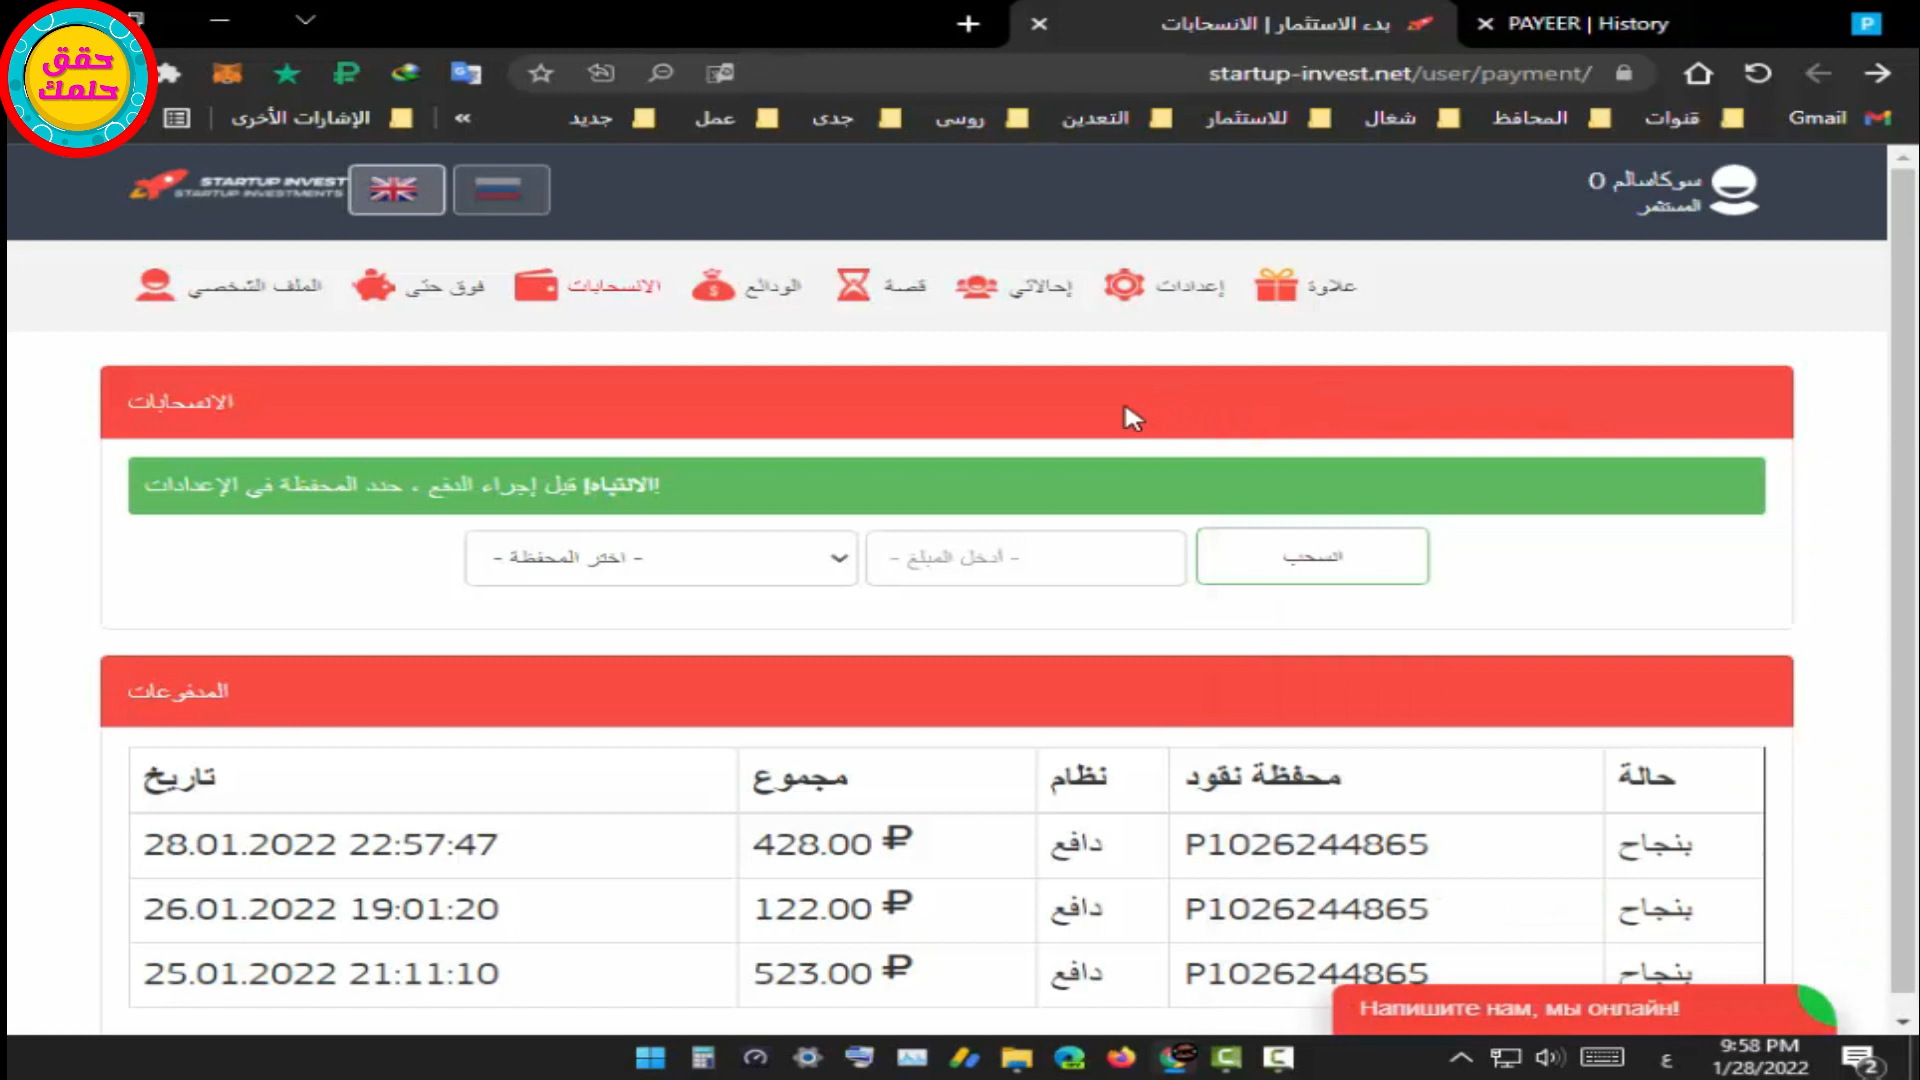 حقق
حلمك
بدء الاستثمار | الانسحابات
PAYEER | History
P
startup-invest.net/user/payment/
الإشارات الأخرى
»
جديد
عمل
جدى
روسى
التعدين
للاستثمار
شغال
المحافظ
قنوات
Gmail
STARTUP INVEST
STARTUP INVESTMENTS
سوكاسالم 0
المستثمر
الملف الشخصي
فوق حتى
الانسحابات
الودائع
قصة
إحالاتي
إعدادات
علاوة
الانسحابات
الانتباه! قبل إجراء الدفع ، حدد المحفظة في الإعدادات!
- اختر المحفظة -
- أدخل المبلغ -
انسحب
المدفوعات
تاريخ مجموع نظام محفظة نقود حالة
28.01.2022 22:57:47 428.00 ₽ دافع P1026244865 بنجاح
26.01.2022 19:01:20 122.00 ₽ دافع P1026244865 بنجاح
25.01.2022 21:11:10 523.00 ₽ دافع P1026244865 بنجاح
Напишите нам, мы онлайн!
ع
9:58 PM
1/28/2022
2